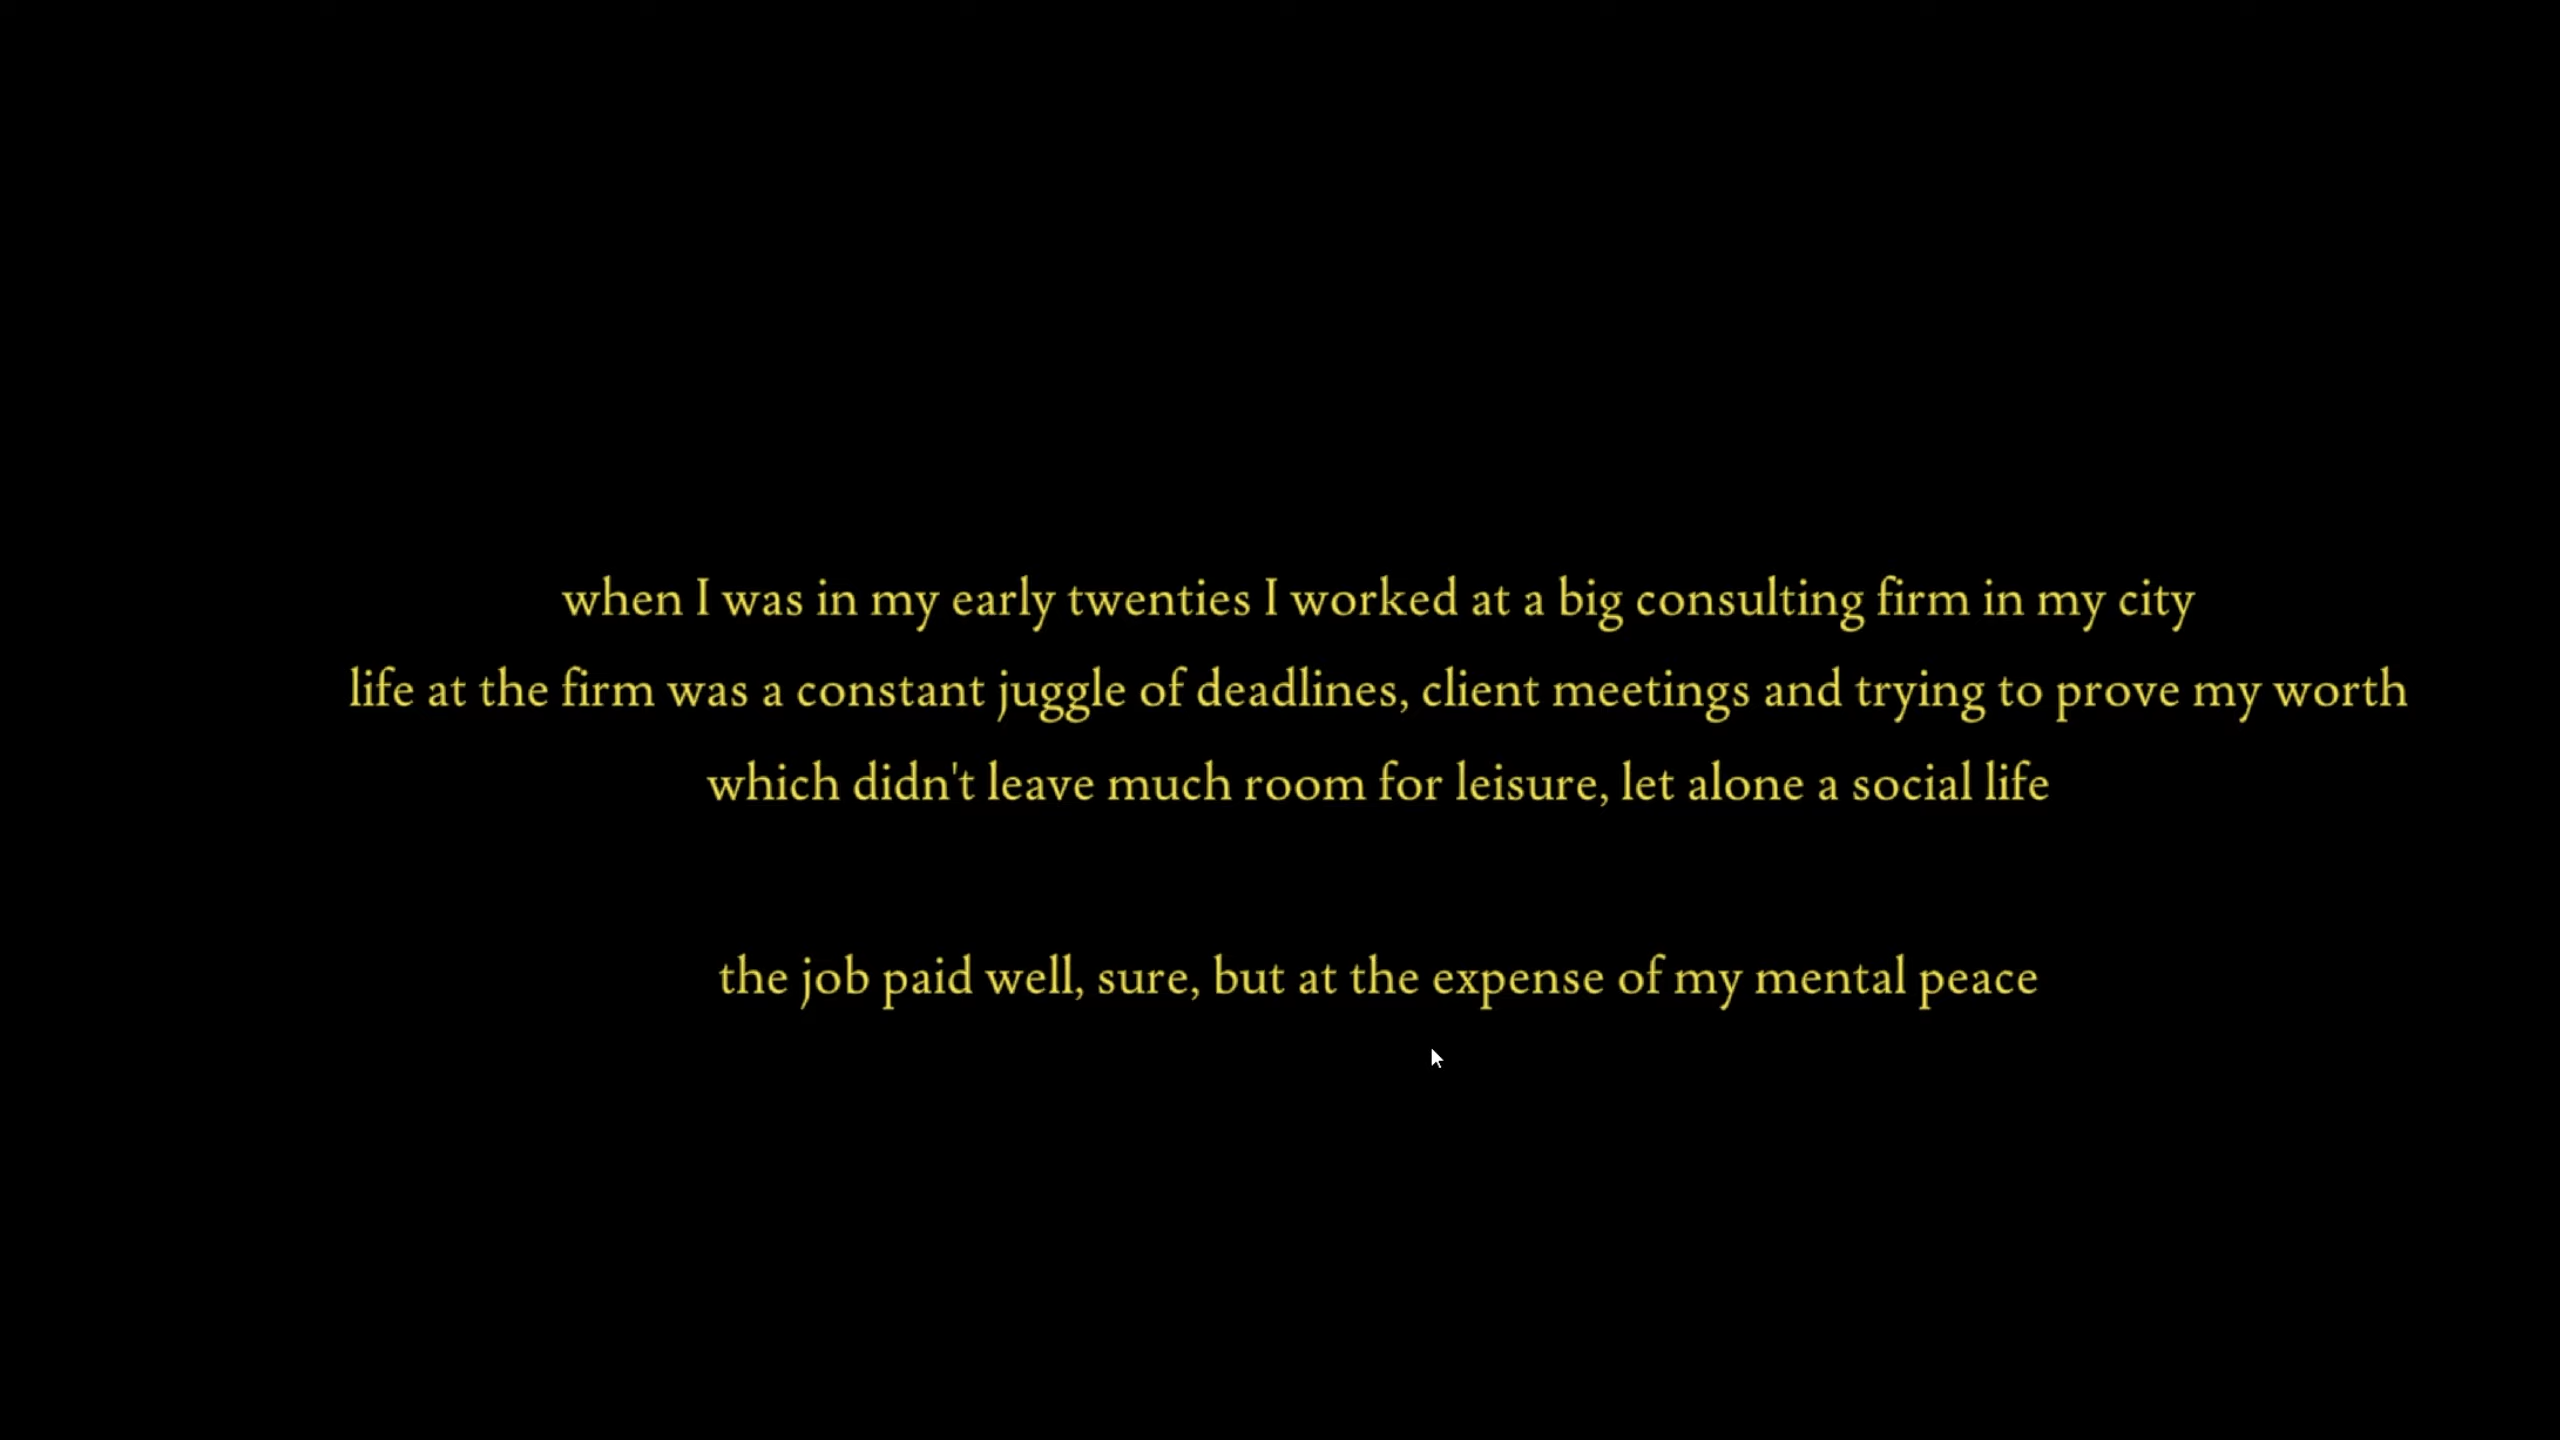 when I was in my early twenties I worked at a big consulting firm in my city
life at the firm was a constant juggle of deadlines, client meetings and trying to prove my worth
which didn't leave much room for leisure, let alone a social life
the job paid well, sure, but at the expense of my mental peace